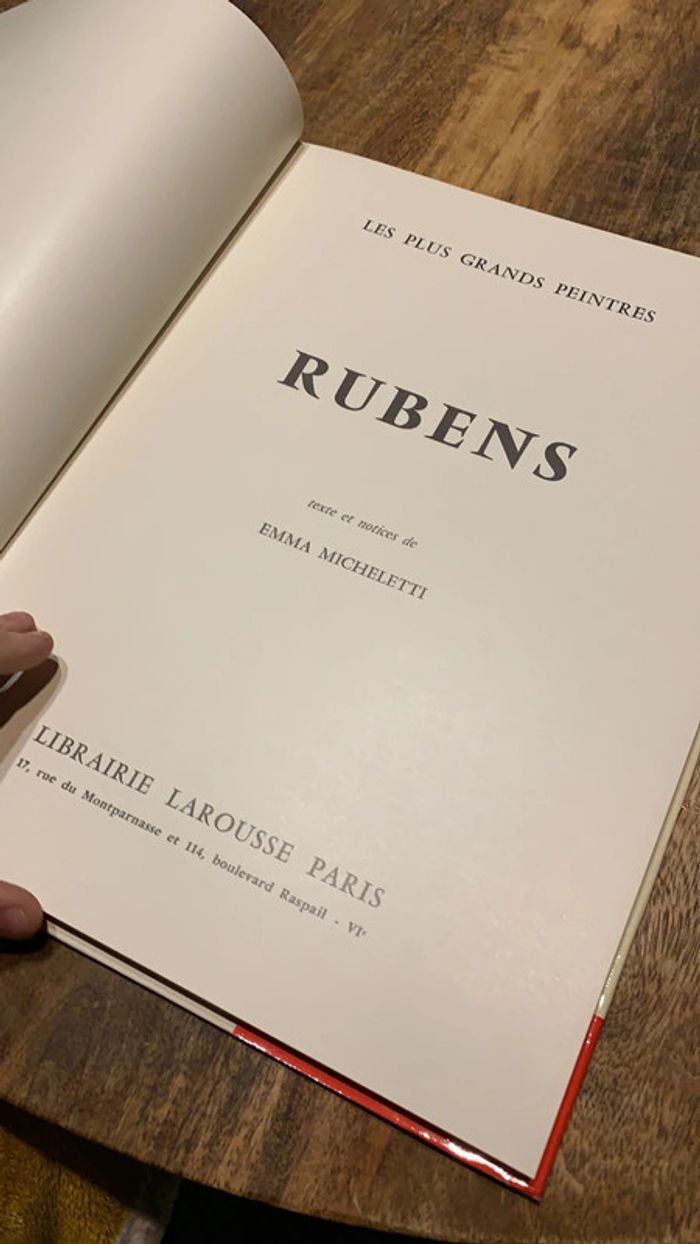 LES PLUS GRANDS PEINTRES
RUBENS
texte et notices de
EMMA MICHELETTI
LIBRAIRIE LAROUSSE PARIS
17, rue du Montparnasse et 114, boulevard Raspail - VIᵉ